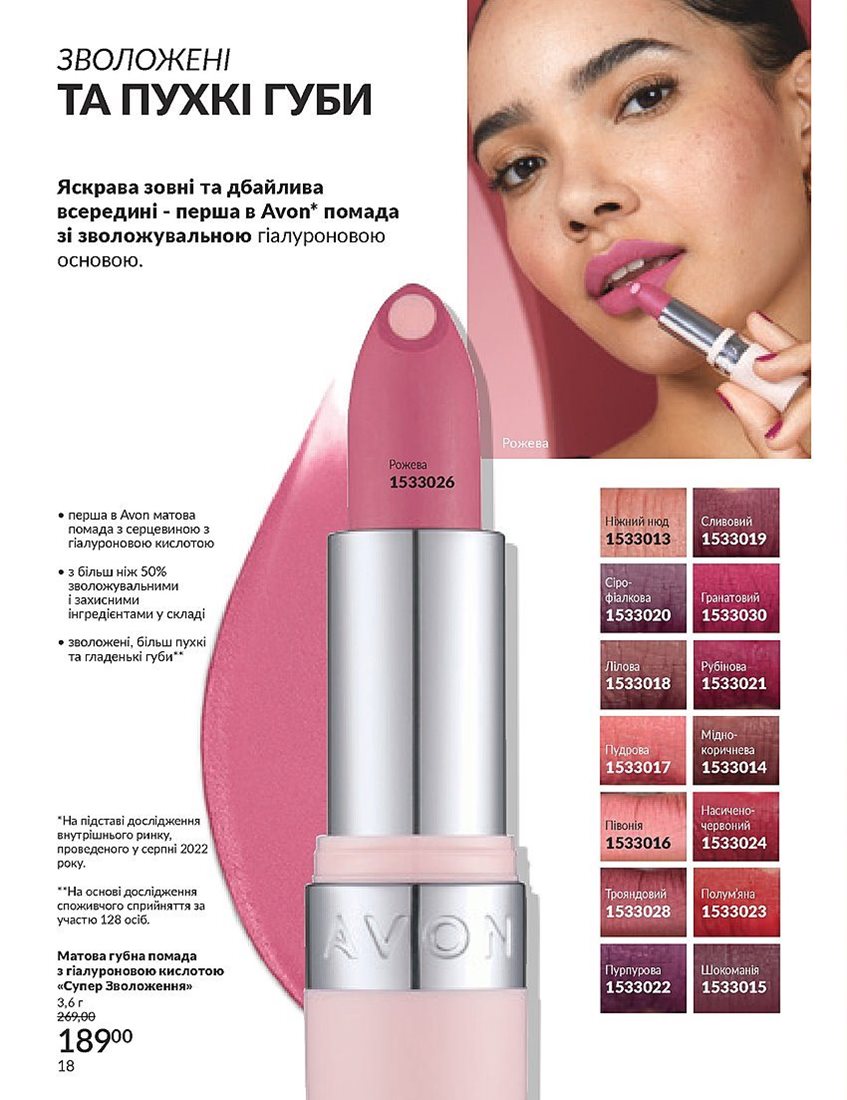 ЗВОЛОЖЕНІ
ТА ПУХКІ ГУБИ
Яскрава зовні та дбайлива
всередині - перша в Avon* помада
зі зволожувальною гіалуроновою
основою.
Рожева
Рожева
1533026
• перша в Avon матова
помада з серцевиною з
гіалуроновою кислотою
• з більш ніж 50%
зволожувальними
і захисними
інгредієнтами у складі
• зволожені, більш пухкі
та гладенькі губи**
Ніжний нюд
1533013
Сливовий
1533019
Сіро-
фіалкова
1533020
Гранатовий
1533030
Лілова
1533018
Рубінова
1533021
Пудрова
1533017
Мідно-
коричнева
1533014
Півонія
1533016
Насичено-
червоний
1533024
Трояндовий
1533028
Полум'яна
1533023
Пурпурова
1533022
Шокоманія
1533015
*На підставі дослідження
внутрішнього ринку,
проведеного у серпні 2022
року.
**На основі дослідження
споживчого сприйняття за
участю 128 осіб.
Матова губна помада
з гіалуроновою кислотою
«Супер Зволоження»
3,6 г
269,00
18900
18
AVON